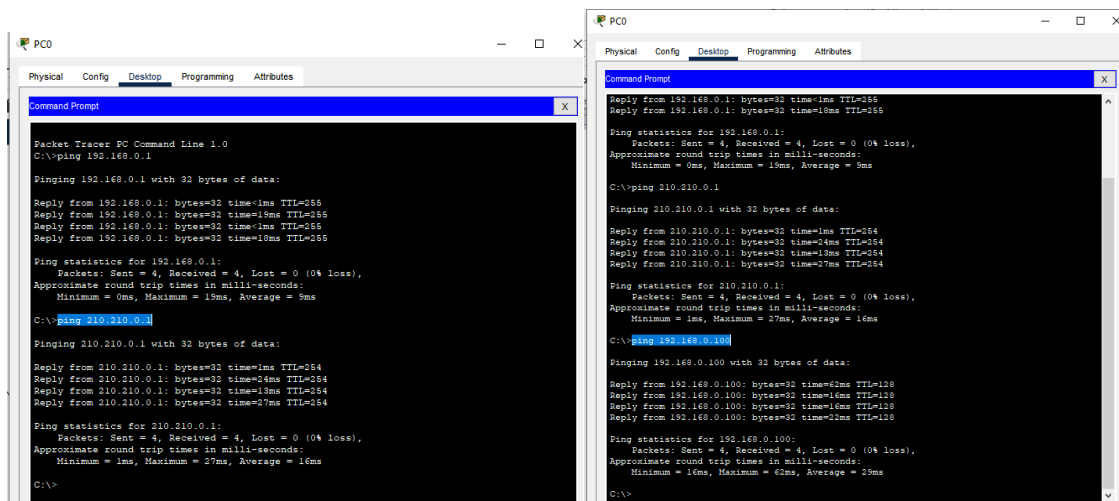 PC0
Physical Config Desktop Programming Attributes
Command Prompt X
Packet Tracer PC Command Line 1.0
C:\>ping 192.168.0.1
Pinging 192.168.0.1 with 32 bytes of data:
Reply from 192.168.0.1: bytes=32 time<1ms TTL=255
Reply from 192.168.0.1: bytes=32 time=19ms TTL=255
Reply from 192.168.0.1: bytes=32 time<1ms TTL=255
Reply from 192.168.0.1: bytes=32 time=18ms TTL=255
Ping statistics for 192.168.0.1:
Packets: Sent = 4, Received = 4, Lost = 0 (0% loss),
Approximate round trip times in milli-seconds:
Minimum = 0ms, Maximum = 19ms, Average = 9ms
C:\>ping 210.210.0.1
Pinging 210.210.0.1 with 32 bytes of data:
Reply from 210.210.0.1: bytes=32 time=1ms TTL=254
Reply from 210.210.0.1: bytes=32 time=24ms TTL=254
Reply from 210.210.0.1: bytes=32 time=13ms TTL=254
Reply from 210.210.0.1: bytes=32 time=27ms TTL=254
Ping statistics for 210.210.0.1:
Packets: Sent = 4, Received = 4, Lost = 0 (0% loss),
Approximate round trip times in milli-seconds:
Minimum = 1ms, Maximum = 27ms, Average = 16ms
C:\>
PC0
Physical Config Desktop Programming Attributes
Command Prompt X
Reply from 192.168.0.1: bytes=32 time<1ms TTL=255
Reply from 192.168.0.1: bytes=32 time=18ms TTL=255
Ping statistics for 192.168.0.1:
Packets: Sent = 4, Received = 4, Lost = 0 (0% loss),
Approximate round trip times in milli-seconds:
Minimum = 0ms, Maximum = 19ms, Average = 9ms
C:\>ping 210.210.0.1
Pinging 210.210.0.1 with 32 bytes of data:
Reply from 210.210.0.1: bytes=32 time=1ms TTL=254
Reply from 210.210.0.1: bytes=32 time=24ms TTL=254
Reply from 210.210.0.1: bytes=32 time=13ms TTL=254
Reply from 210.210.0.1: bytes=32 time=27ms TTL=254
Ping statistics for 210.210.0.1:
Packets: Sent = 4, Received = 4, Lost = 0 (0% loss),
Approximate round trip times in milli-seconds:
Minimum = 1ms, Maximum = 27ms, Average = 16ms
C:\>ping 192.168.0.100
Pinging 192.168.0.100 with 32 bytes of data:
Reply from 192.168.0.100: bytes=32 time=62ms TTL=128
Reply from 192.168.0.100: bytes=32 time=16ms TTL=128
Reply from 192.168.0.100: bytes=32 time=16ms TTL=128
Reply from 192.168.0.100: bytes=32 time=22ms TTL=128
Ping statistics for 192.168.0.100:
Packets: Sent = 4, Received = 4, Lost = 0 (0% loss),
Approximate round trip times in milli-seconds:
Minimum = 16ms, Maximum = 62ms, Average = 29ms
C:\>